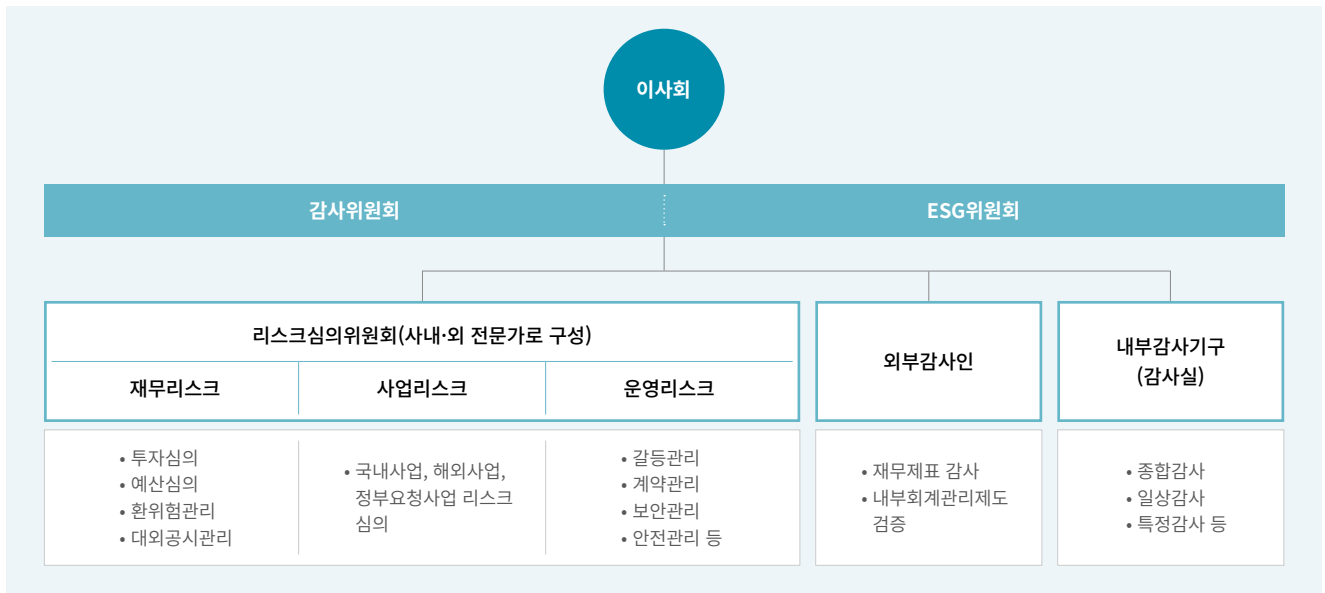 이사회
감사위원회
ESG위원회
리스크심의위원회(사내·외 전문가로 구성)
재무리스크
사업리스크
운영리스크
외부감사인
내부감사기구
(감사실)
• 투자심의
• 예산심의
• 환위험관리
• 대외공시관리
• 국내사업, 해외사업,
정부요청사업 리스크
심의
• 갈등관리
• 계약관리
• 보안관리
• 안전관리 등
• 재무제표 감사
• 내부회계관리제도
검증
• 종합감사
• 일상감사
• 특정감사 등